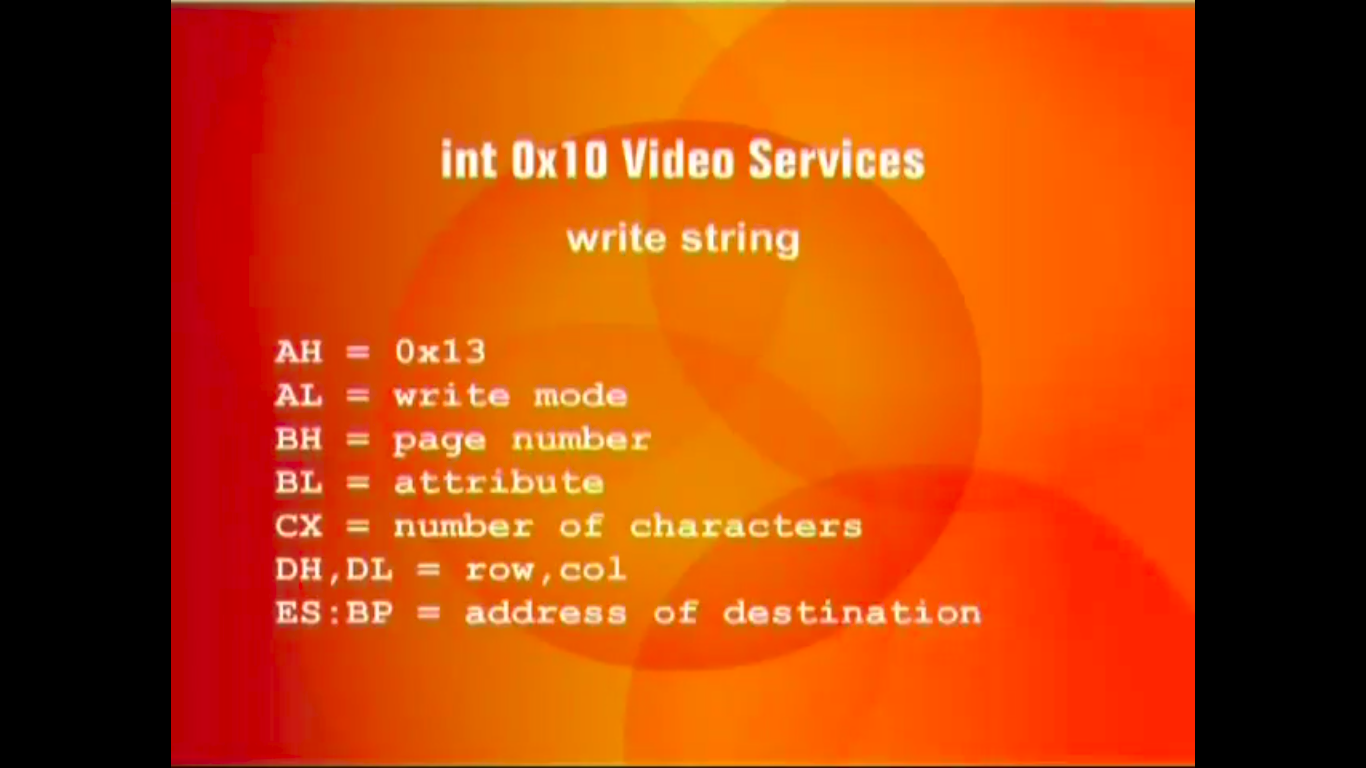 int 0x10 Video Services
write string
AH = 0x13
AL = write mode
BH = page number
BL = attribute
CX = number of characters
DH,DL = row,col
ES:BP = address of destination